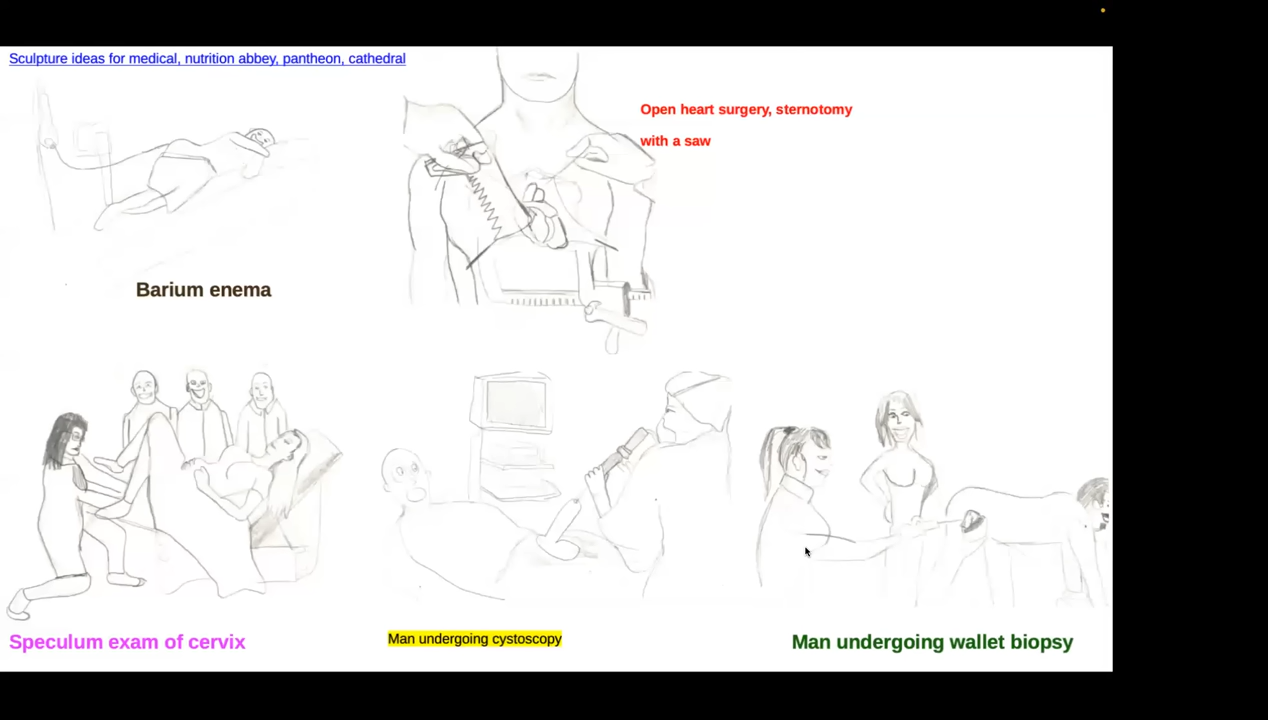 Sculpture ideas for medical, nutrition abbey, pantheon, cathedral
Open heart surgery, sternotomy
with a saw
Barium enema
Speculum exam of cervix
Man undergoing cystoscopy
Man undergoing wallet biopsy